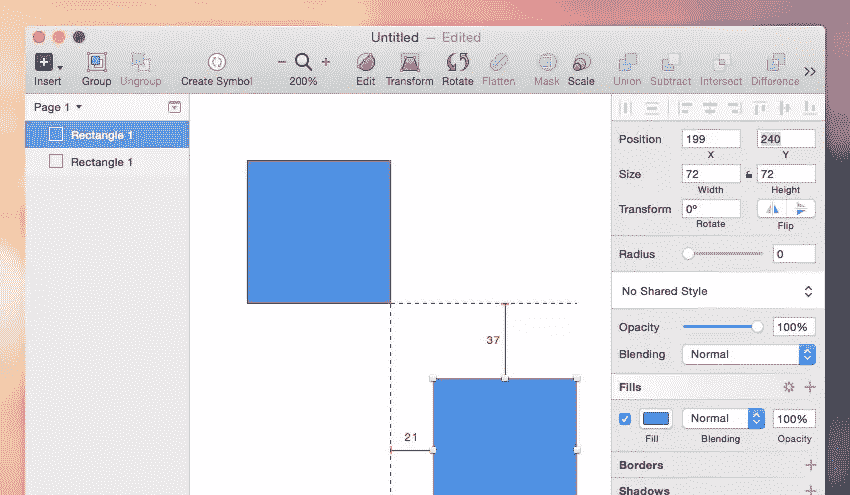 Untitled — Edited
Insert Group Ungroup Create Symbol 200% Edit Transform Rotate Flatten Mask Scale Union Subtract Intersect Difference
Page 1
Rectangle 1
Rectangle 1
37
21
Position 199 240
X Y
Size 72 72
Width Height
Transform 0º
Rotate Flip
Radius 0
No Shared Style
Opacity 100%
Blending Normal
Fills
Normal 100%
Fill Blending Opacity
Borders
Shadows